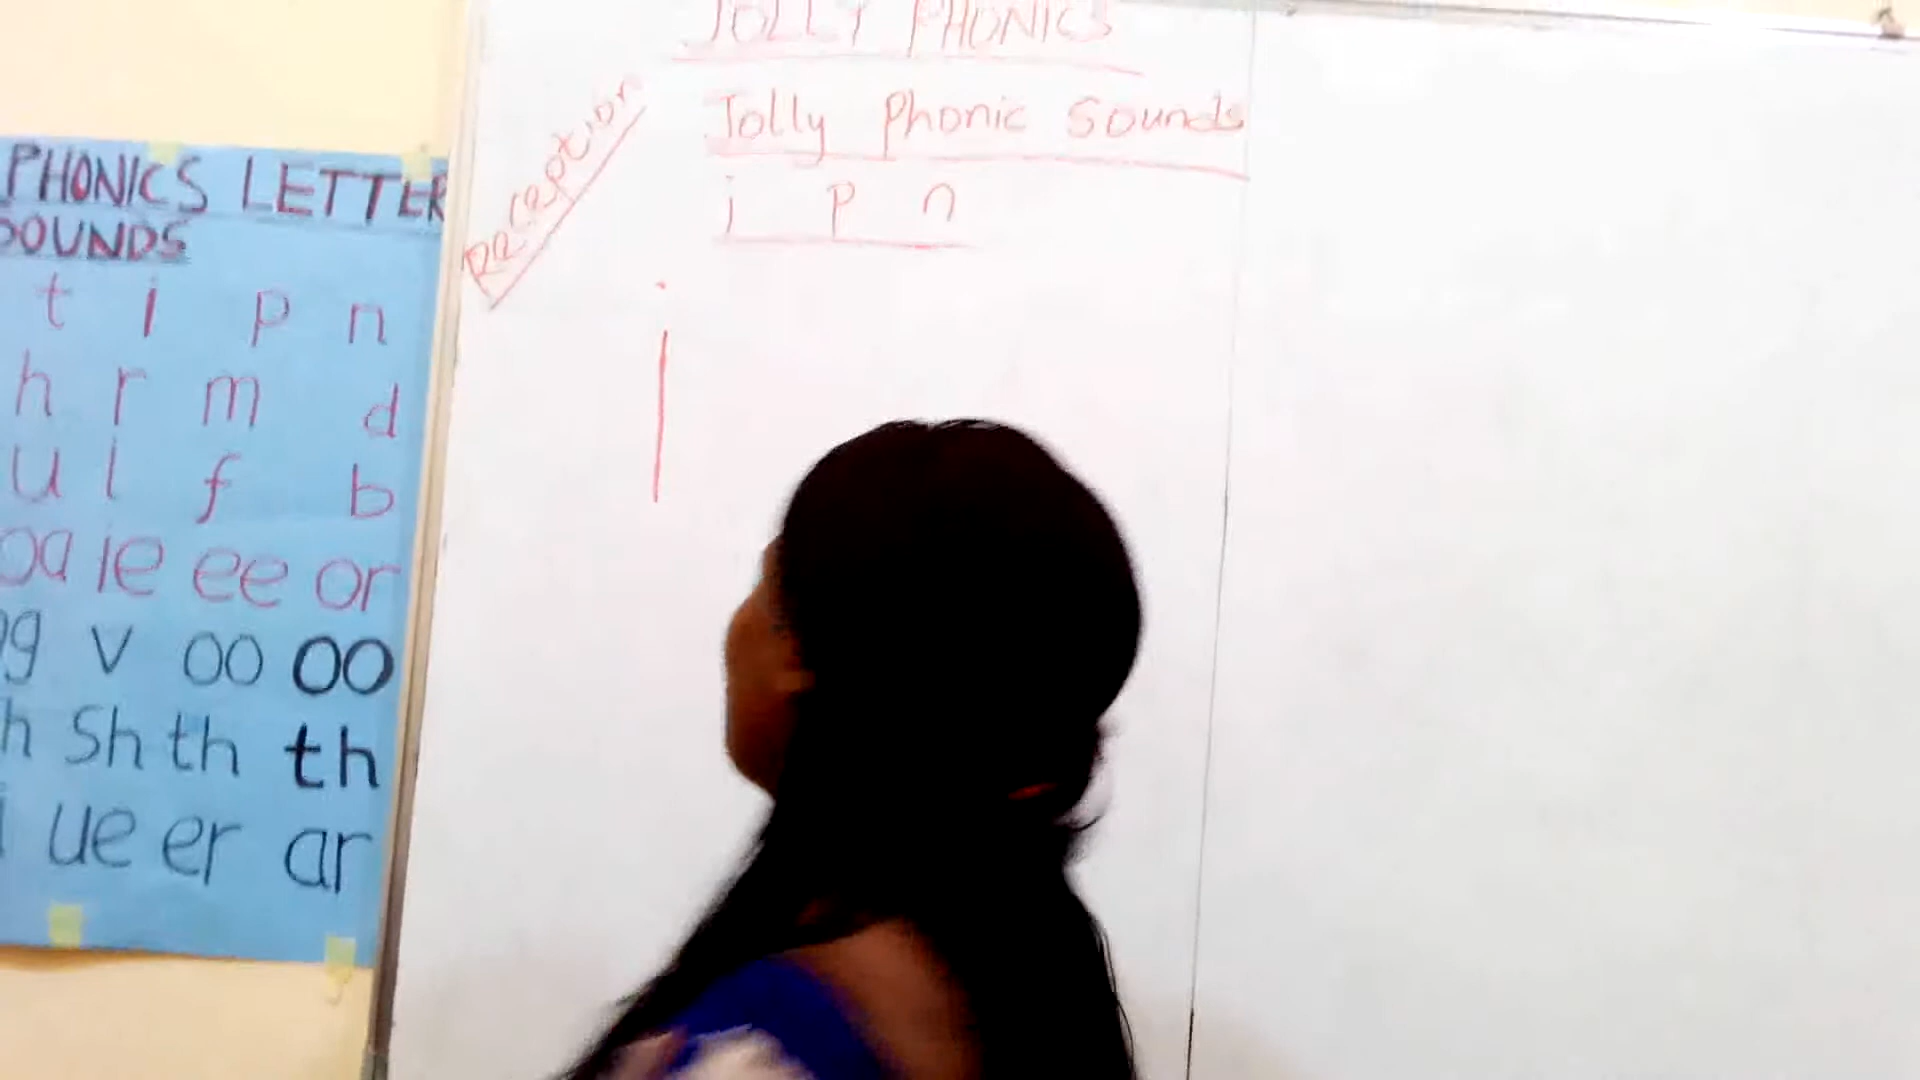 JOLLY PHONICS
Reception
Jolly Phonic Sounds
i p n
i
PHONICS LETTER
SOUNDS
t i p n
h r m d
u l f b
oa ie ee or
ng v oo oo
h Sh th th
ue er ar